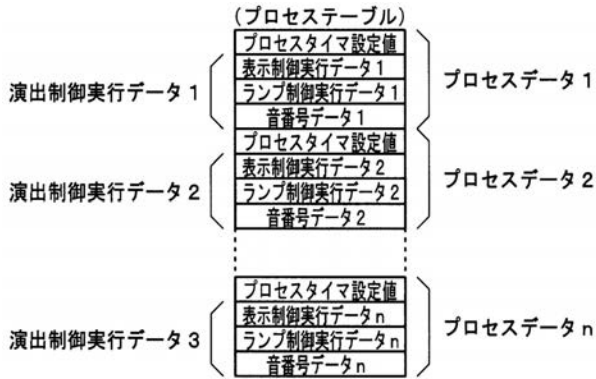 (プロセステーブル)
プロセスタイマ設定値
表示制御実行データ1
ランプ制御実行データ1
音番号データ1
演出制御実行データ1
プロセスデータ1
プロセスタイマ設定値
表示制御実行データ2
ランプ制御実行データ2
音番号データ2
演出制御実行データ2
プロセスデータ2
プロセスタイマ設定値
表示制御実行データn
ランプ制御実行データn
音番号データn
演出制御実行データ3
プロセスデータn